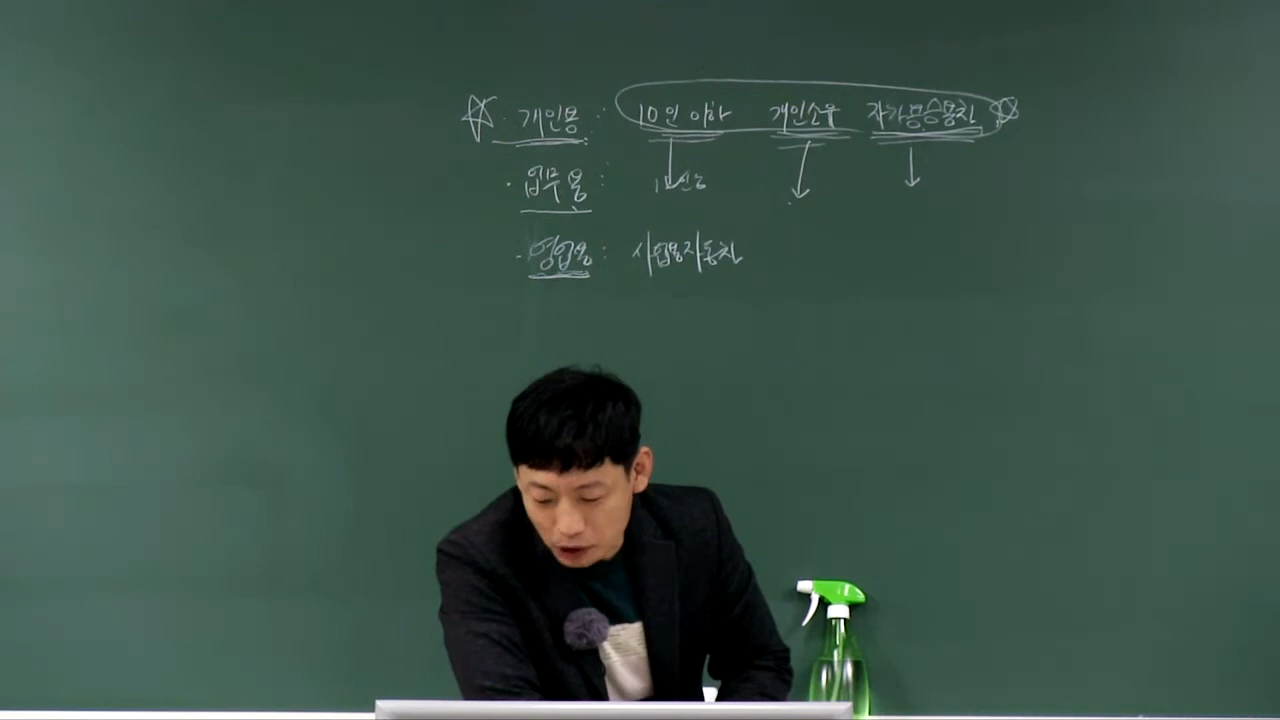 개인용 : 10인 이하 개인소유 자가용승용차
· 업무용 :
· 영업용 : 사업용자동차